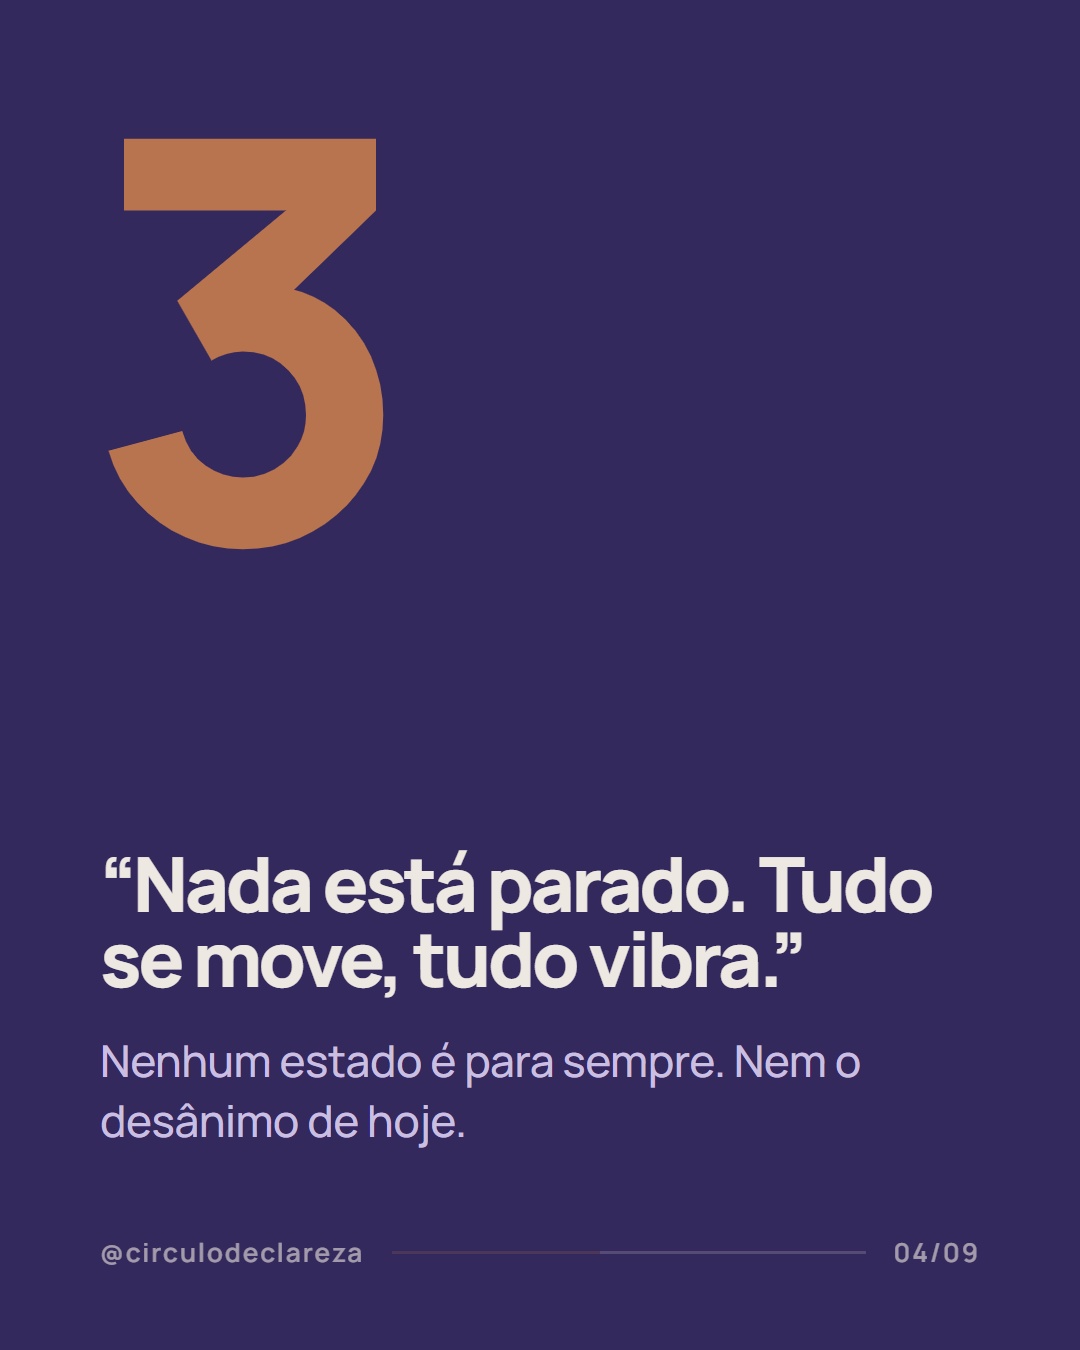 3
“Nada está parado. Tudo
se move, tudo vibra.”
Nenhum estado é para sempre. Nem o
desânimo de hoje.
@circulodeclareza
04/09